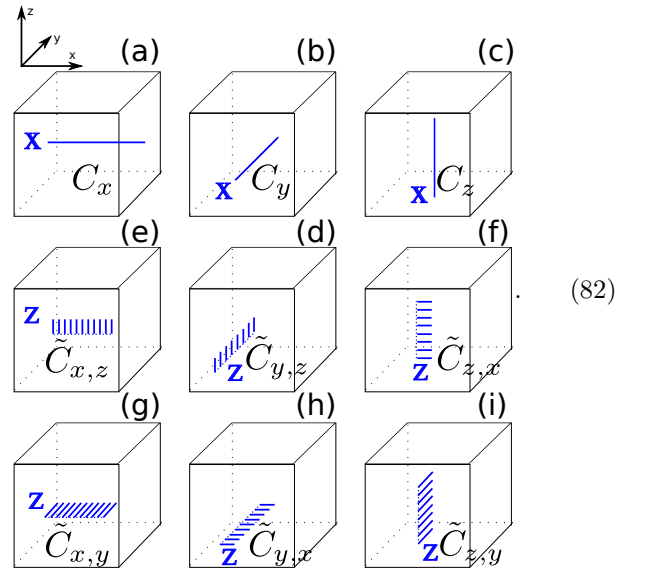 z
y
x
(a) (b) (c)
X X X
C_x C_y C_z
(e) (d) (f)
Z Z Z
C̃_{x,z} C̃_{y,z} C̃_{z,x}
. (82)
(g) (h) (i)
Z Z Z
C̃_{x,y} C̃_{y,x} C̃_{z,y}